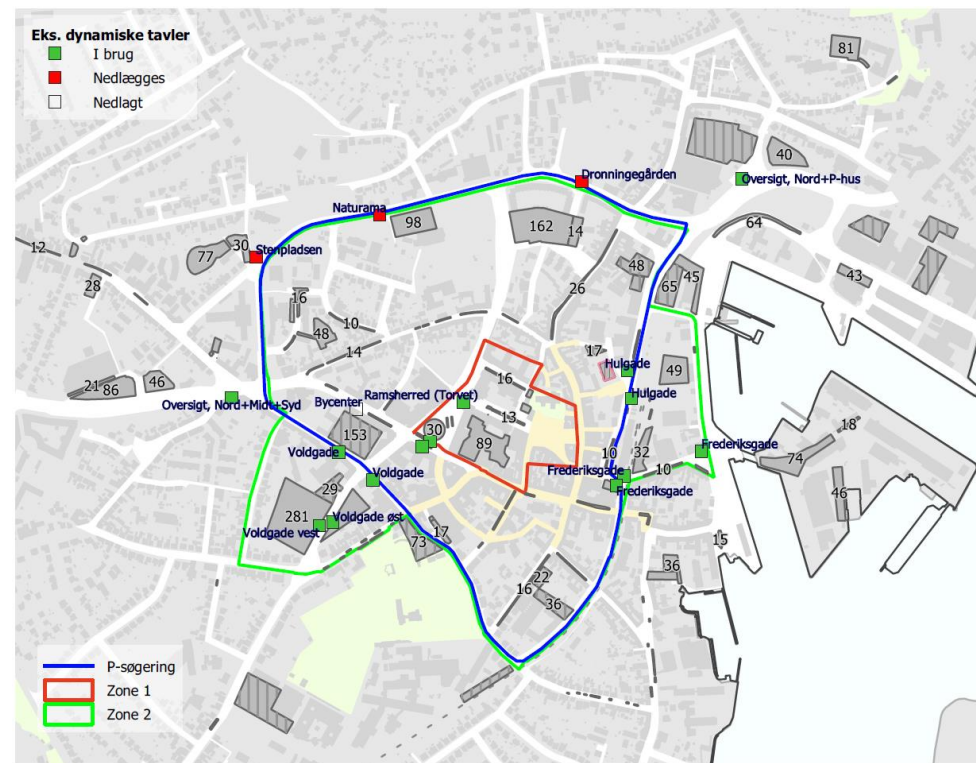 Eks. dynamiske tavler
I brug
Nedlægges
Nedlagt
81
40
Dronningegården
Oversigt, Nord+P-hus
Naturama
98
162
14
64
12
77
30
Stenpladsen
48
65
45
43
28
26
16
48
10
14
17
Hulgade
49
21
86
46
16
Hulgade
Oversigt, Nord+Midt+Syd
Bycenter
Ramsherred (Torvet)
13
18
153
30
89
10
32
Frederiksgade
74
Voldgade
Voldgade
Frederiksgade
10
Frederiksgade
46
29
281
Voldgade øst
Voldgade vest
73
17
15
36
22
16
36
P-søgering
Zone 1
Zone 2